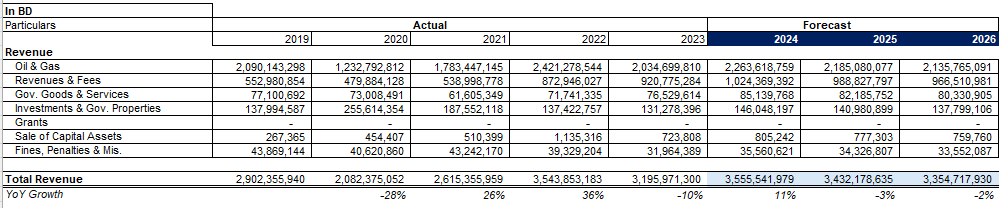 In BD
Particulars Actual Forecast
2019 2020 2021 2022 2023 2024 2025 2026
Revenue
Oil & Gas 2,090,143,298 1,232,792,812 1,783,447,145 2,421,278,544 2,034,699,810 2,263,618,759 2,185,080,077 2,135,765,091
Revenues & Fees 552,980,854 479,884,128 538,998,778 872,946,027 920,775,284 1,024,369,392 988,827,797 966,510,981
Gov. Goods & Services 77,100,692 73,008,491 61,605,349 71,741,335 76,529,614 85,139,768 82,185,752 80,330,905
Investments & Gov. Properties 137,994,587 255,614,354 187,552,118 137,422,757 131,278,396 146,048,197 140,980,899 137,799,106
Grants - - - - - - - -
Sale of Capital Assets 267,365 454,407 510,399 1,135,316 723,808 805,242 777,303 759,760
Fines, Penalties & Mis. 43,869,144 40,620,860 43,242,170 39,329,204 31,964,389 35,560,621 34,326,807 33,552,087
Total Revenue 2,902,355,940 2,082,375,052 2,615,355,959 3,543,853,183 3,195,971,300 3,555,541,979 3,432,178,635 3,354,717,930
YoY Growth -28% 26% 36% -10% 11% -3% -2%